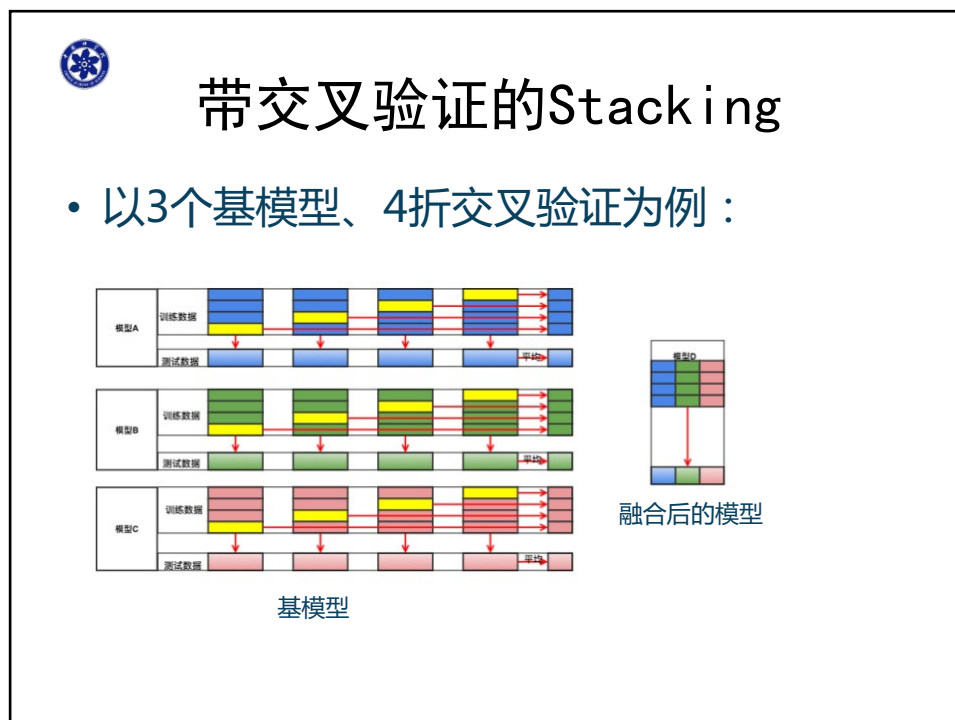 带交叉验证的Stacking
• 以3个基模型、4折交叉验证为例：
模型A
训练数据
测试数据
平均
模型B
训练数据
测试数据
平均
模型C
训练数据
测试数据
平均
模型D
融合后的模型
基模型